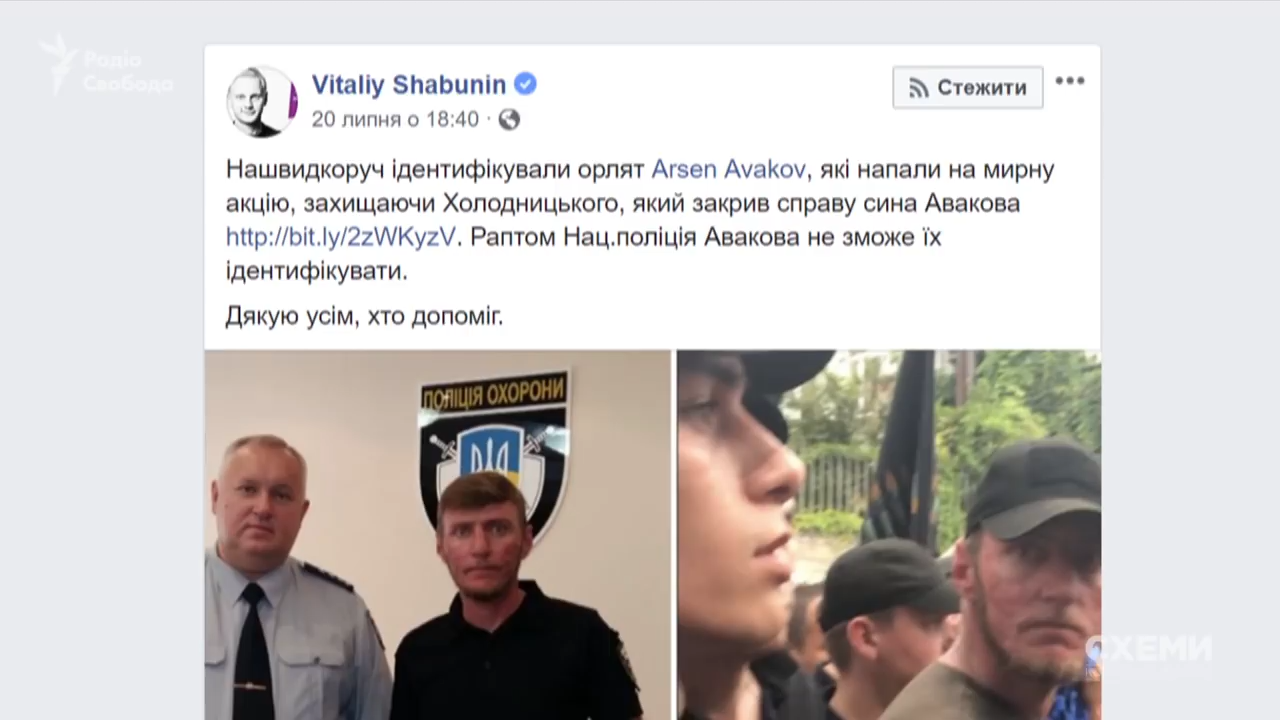 Радіо
Свобода
Vitaliy Shabunin
Стежити
20 липня о 18:40 ·
Нашвидкоруч ідентифікували орлят Arsen Avakov, які напали на мирну
акцію, захищаючи Холодницького, який закрив справу сина Авакова
http://bit.ly/2zWKyzV. Раптом Нац.поліція Авакова не зможе їх
ідентифікувати.
Дякую усім, хто допоміг.
ПОЛІЦІЯ ОХОРОНИ
СХЕМИ